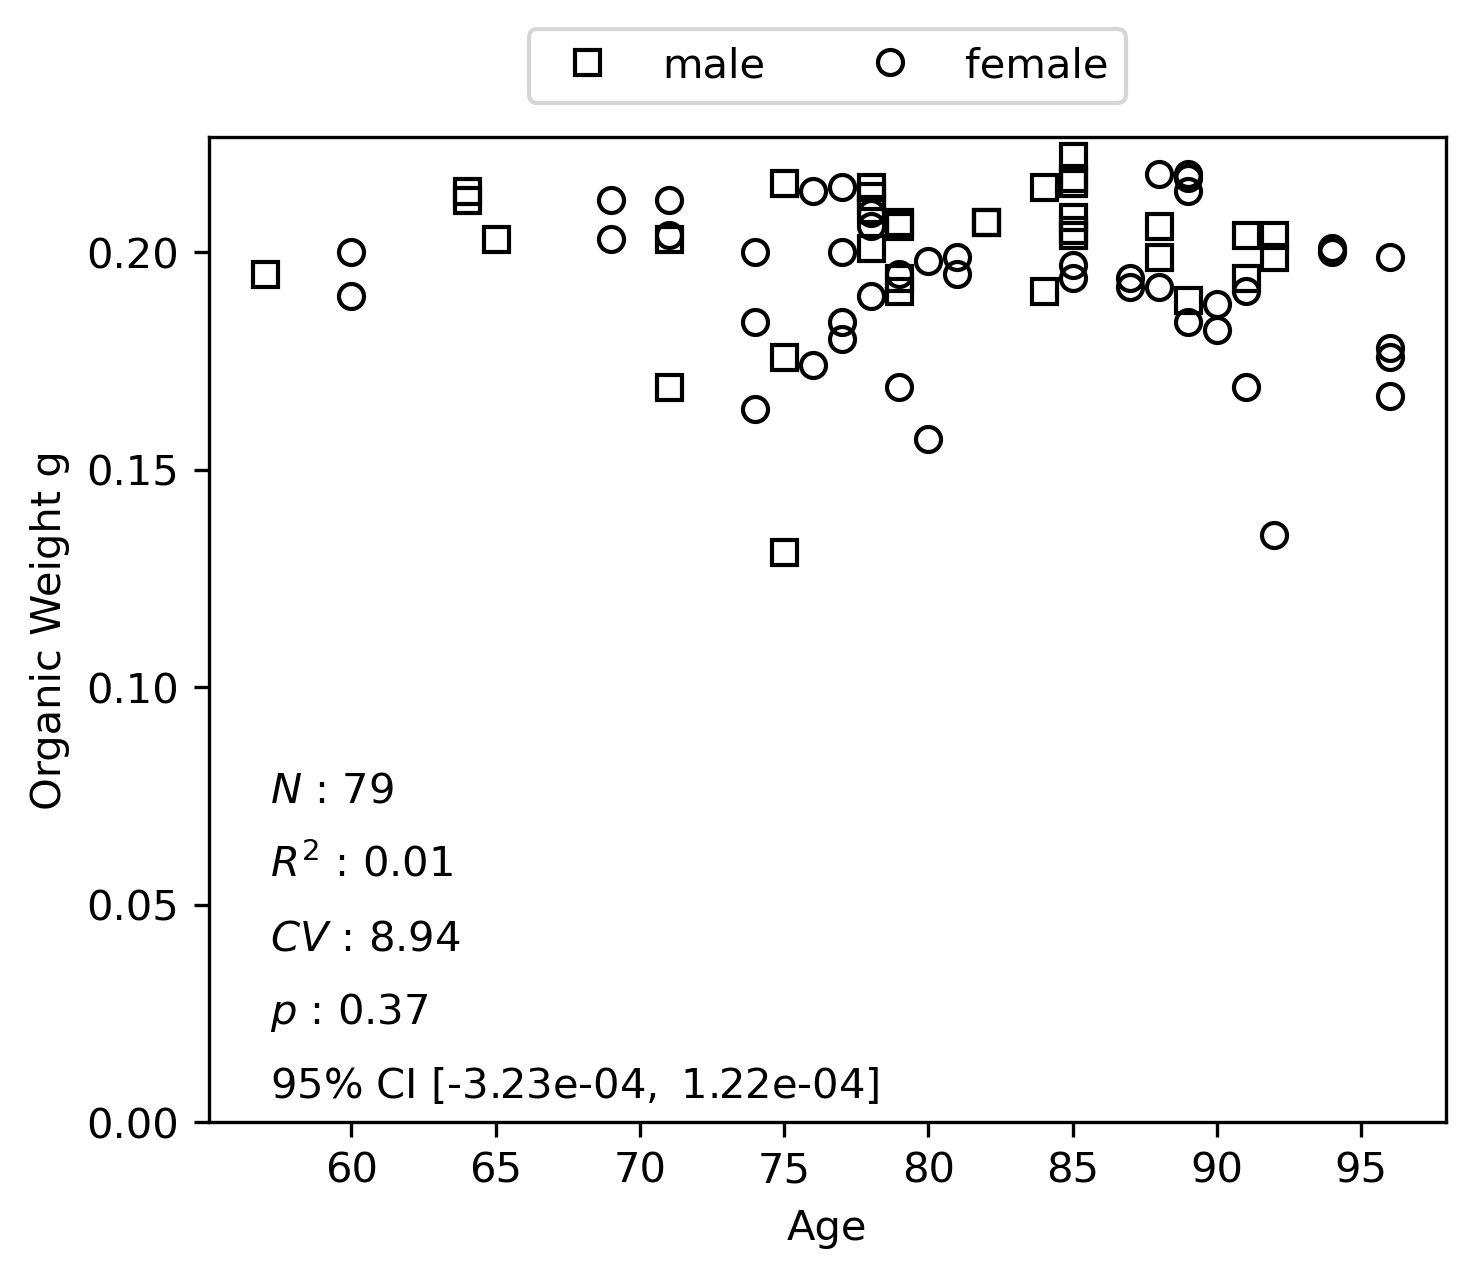 male female
Organic Weight g
0.20
0.15
0.10
0.05
0.00
N : 79
R² : 0.01
CV : 8.94
p : 0.37
95% CI [-3.23e-04, 1.22e-04]
60 65 70 75 80 85 90 95
Age